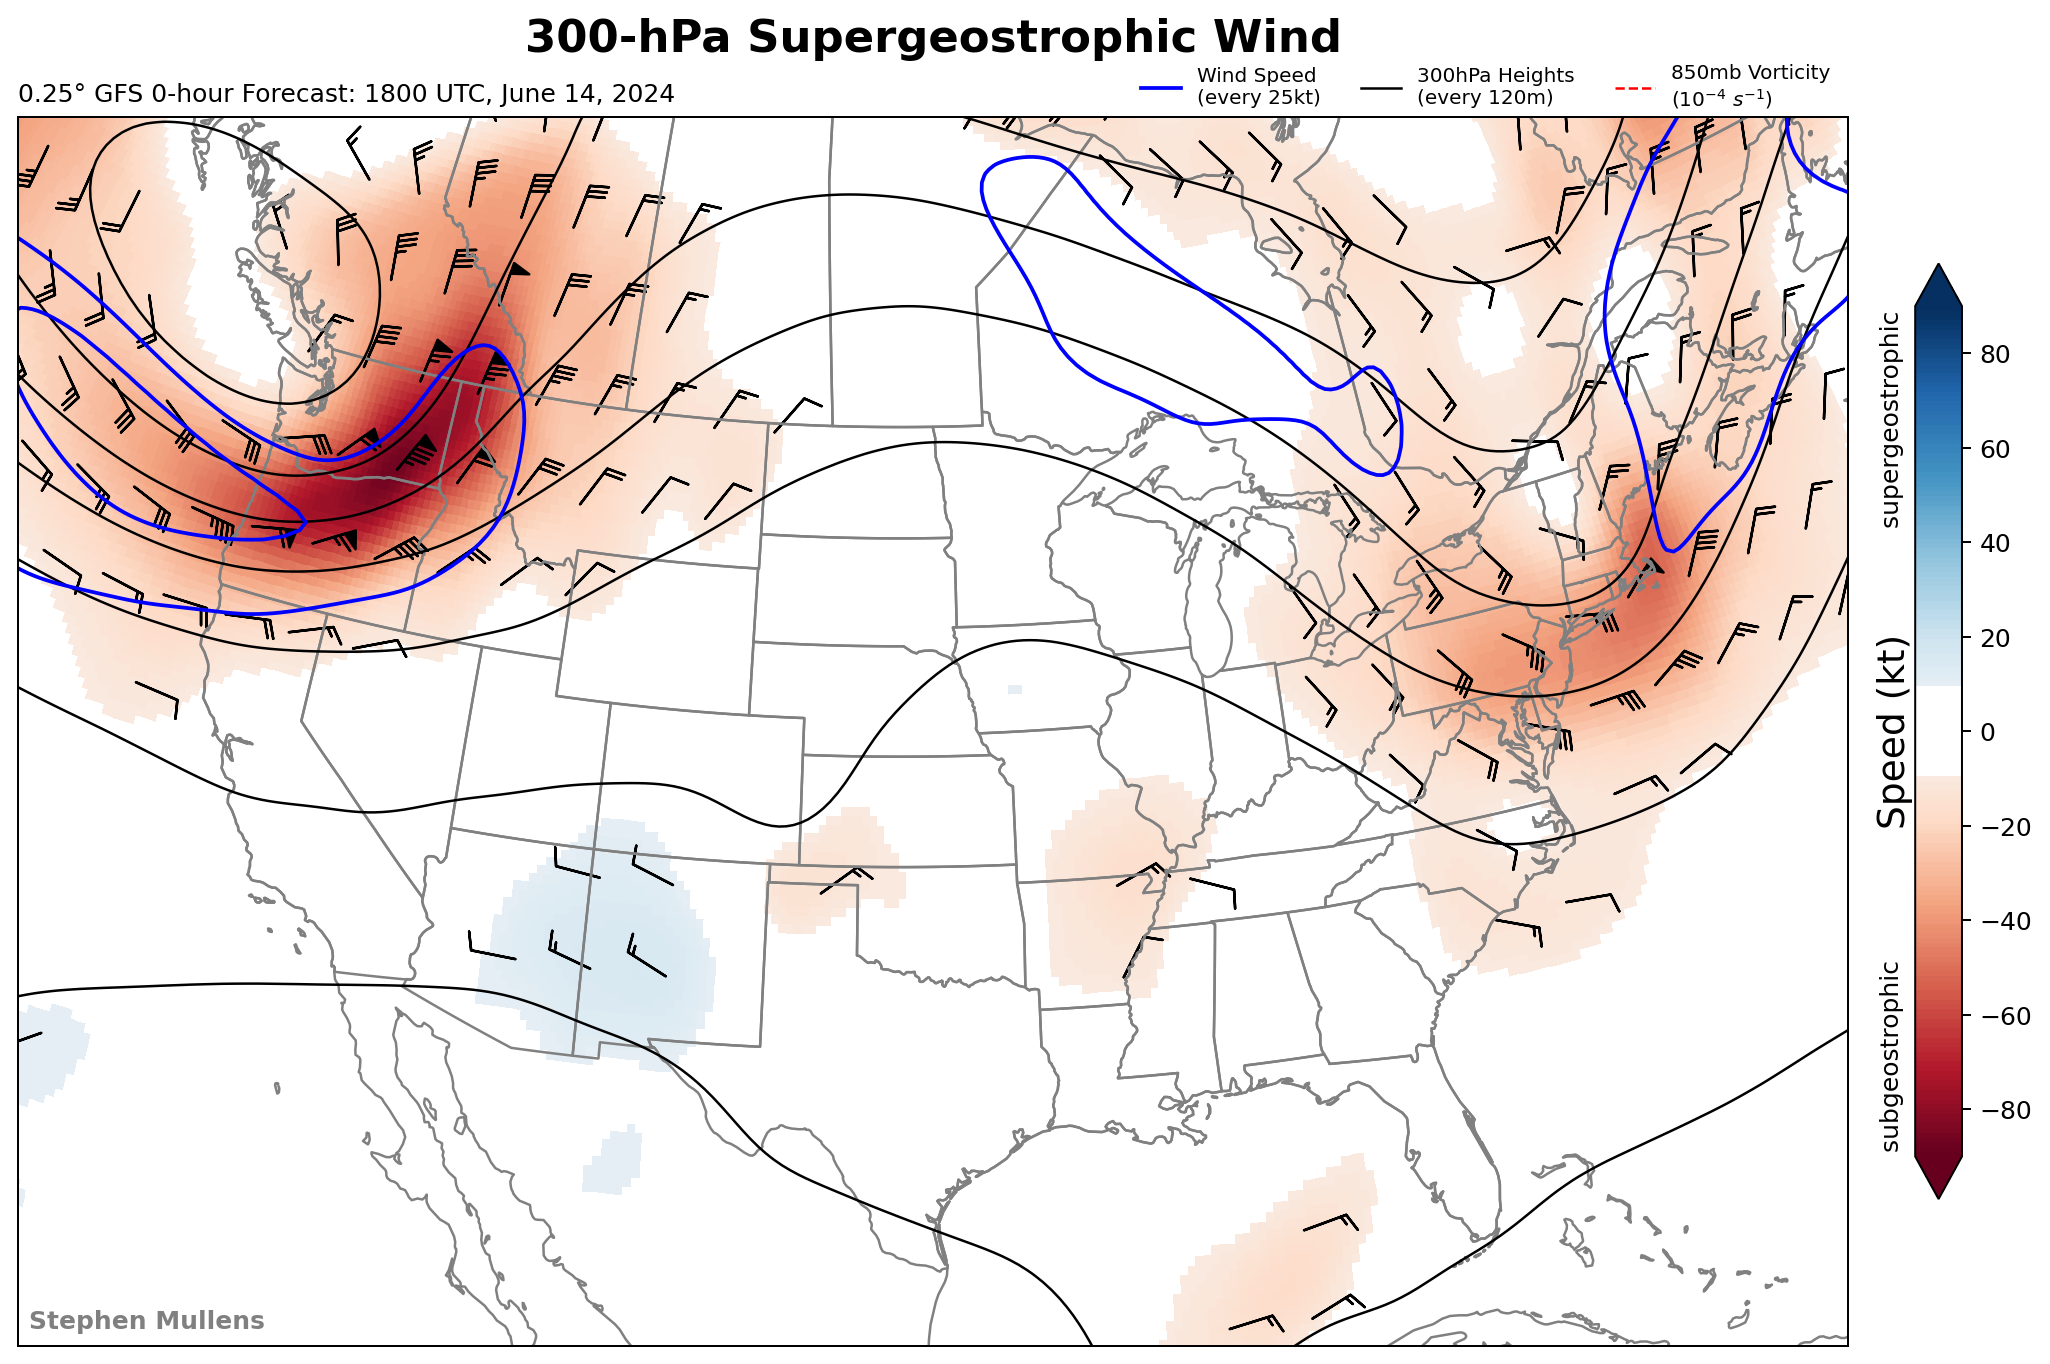 300-hPa Supergeostrophic Wind
0.25° GFS 0-hour Forecast: 1800 UTC, June 14, 2024
Wind Speed
(every 25kt)
300hPa Heights
(every 120m)
850mb Vorticity
(10⁻⁴ s⁻¹)
supergeostrophic
subgeostrophic
Speed (kt)
80
60
40
20
0
−20
−40
−60
−80
Stephen Mullens